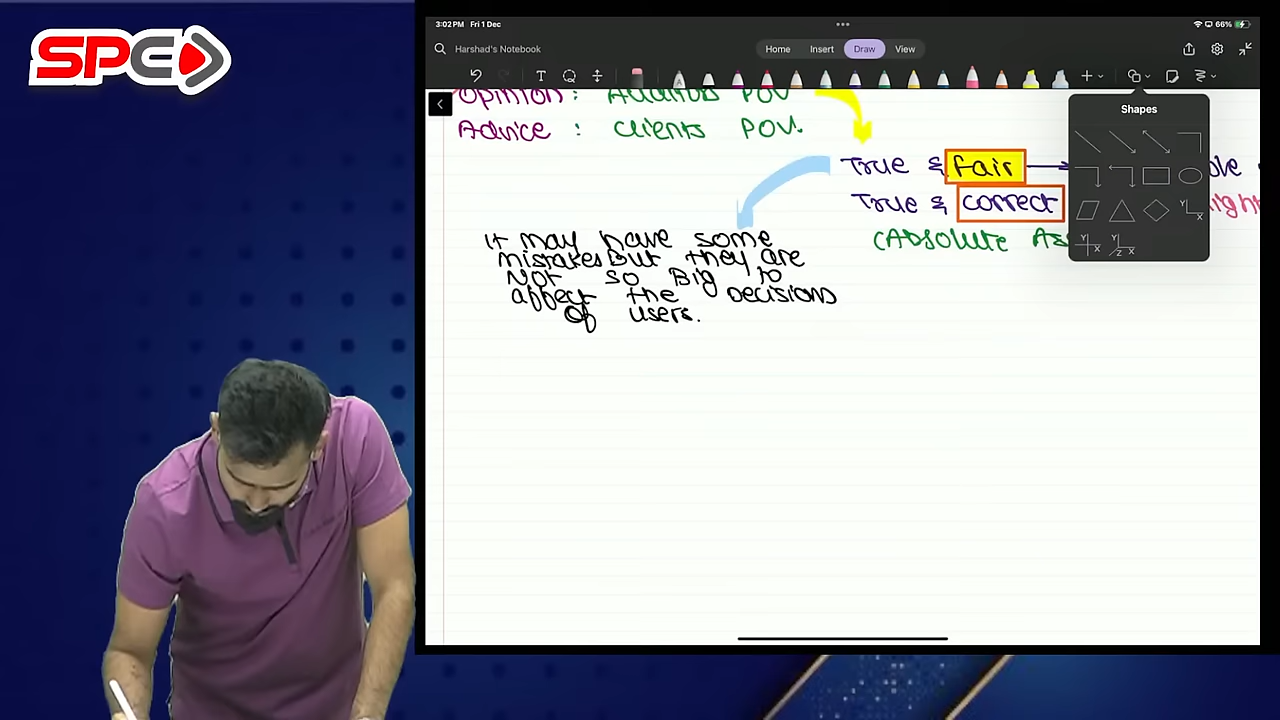 SPC
3:02 PM Fri 1 Dec
66%
Harshad's Notebook
Home Insert Draw View
Opinion: Auditors POV
Advice : Clients POV.
Shapes
True & fair
True & correct
(Absolute
It may have some
mistakes But they are
Not so Big to
affect the Decisions
of users.